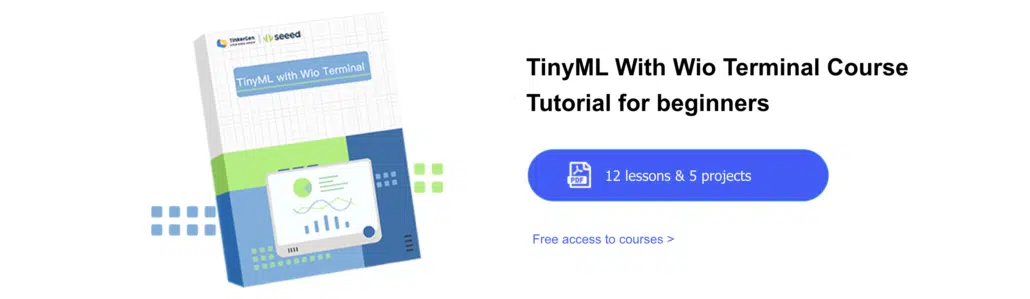 TinkerGen
seeed
TinyML with Wio Terminal
TinyML With Wio Terminal Course
Tutorial for beginners
PDF
12 lessons & 5 projects
Free access to courses >